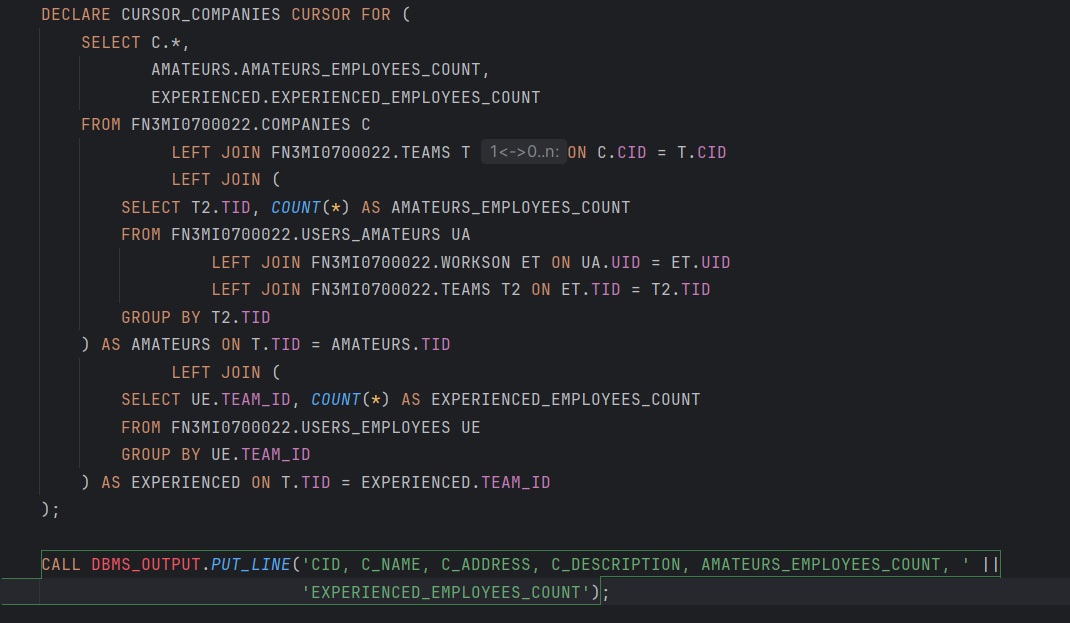 DECLARE CURSOR_COMPANIES CURSOR FOR (
SELECT C.*,
AMATEURS.AMATEURS_EMPLOYEES_COUNT,
EXPERIENCED.EXPERIENCED_EMPLOYEES_COUNT
FROM FN3MI0700022.COMPANIES C
LEFT JOIN FN3MI0700022.TEAMS T 1<->0..n: ON C.CID = T.CID
LEFT JOIN (
SELECT T2.TID, COUNT(*) AS AMATEURS_EMPLOYEES_COUNT
FROM FN3MI0700022.USERS_AMATEURS UA
LEFT JOIN FN3MI0700022.WORKSON ET ON UA.UID = ET.UID
LEFT JOIN FN3MI0700022.TEAMS T2 ON ET.TID = T2.TID
GROUP BY T2.TID
) AS AMATEURS ON T.TID = AMATEURS.TID
LEFT JOIN (
SELECT UE.TEAM_ID, COUNT(*) AS EXPERIENCED_EMPLOYEES_COUNT
FROM FN3MI0700022.USERS_EMPLOYEES UE
GROUP BY UE.TEAM_ID
) AS EXPERIENCED ON T.TID = EXPERIENCED.TEAM_ID
);
CALL DBMS_OUTPUT.PUT_LINE('CID, C_NAME, C_ADDRESS, C_DESCRIPTION, AMATEURS_EMPLOYEES_COUNT, ' ||
'EXPERIENCED_EMPLOYEES_COUNT');